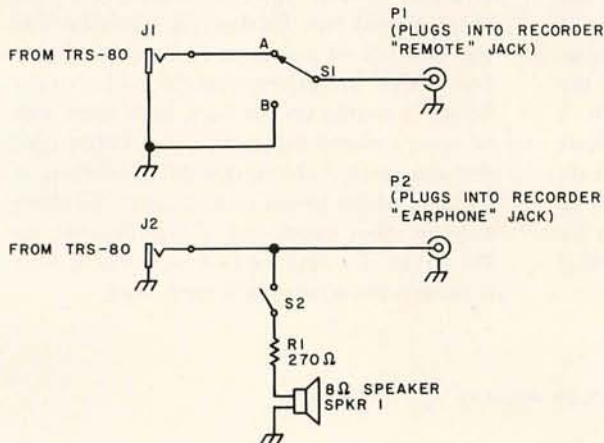 P1
(PLUGS INTO RECORDER
"REMOTE" JACK)
J1
FROM TRS-80
A
S1
B
P2
(PLUGS INTO RECORDER
"EARPHONE" JACK)
J2
FROM TRS-80
S2
R1
270Ω
8Ω SPEAKER
SPKR 1